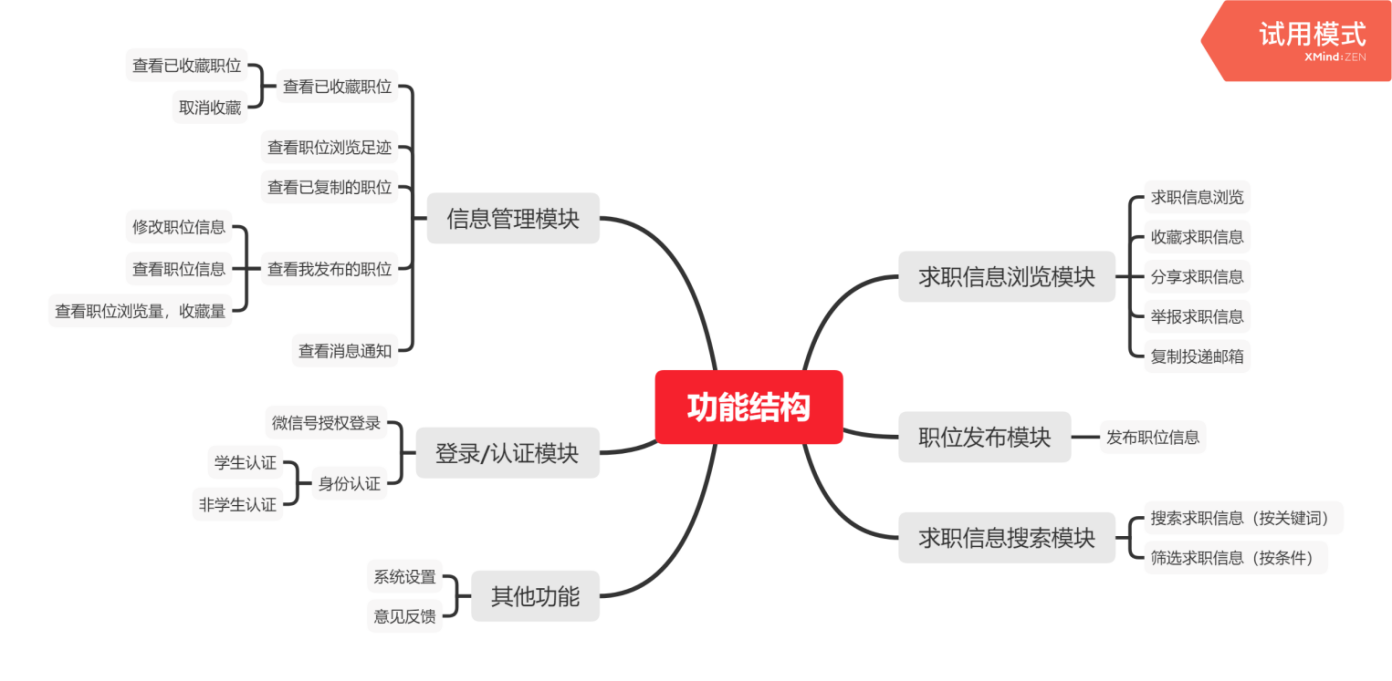 试用模式
XMind:ZEN
功能结构
求职信息浏览模块
求职信息浏览
收藏求职信息
分享求职信息
举报求职信息
复制投递邮箱
职位发布模块
发布职位信息
求职信息搜索模块
搜索求职信息（按关键词）
筛选求职信息（按条件）
信息管理模块
查看已收藏职位
查看已收藏职位
取消收藏
查看职位浏览足迹
查看已复制的职位
查看我发布的职位
修改职位信息
查看职位信息
查看职位浏览量，收藏量
查看消息通知
登录/认证模块
微信号授权登录
身份认证
学生认证
非学生认证
其他功能
系统设置
意见反馈